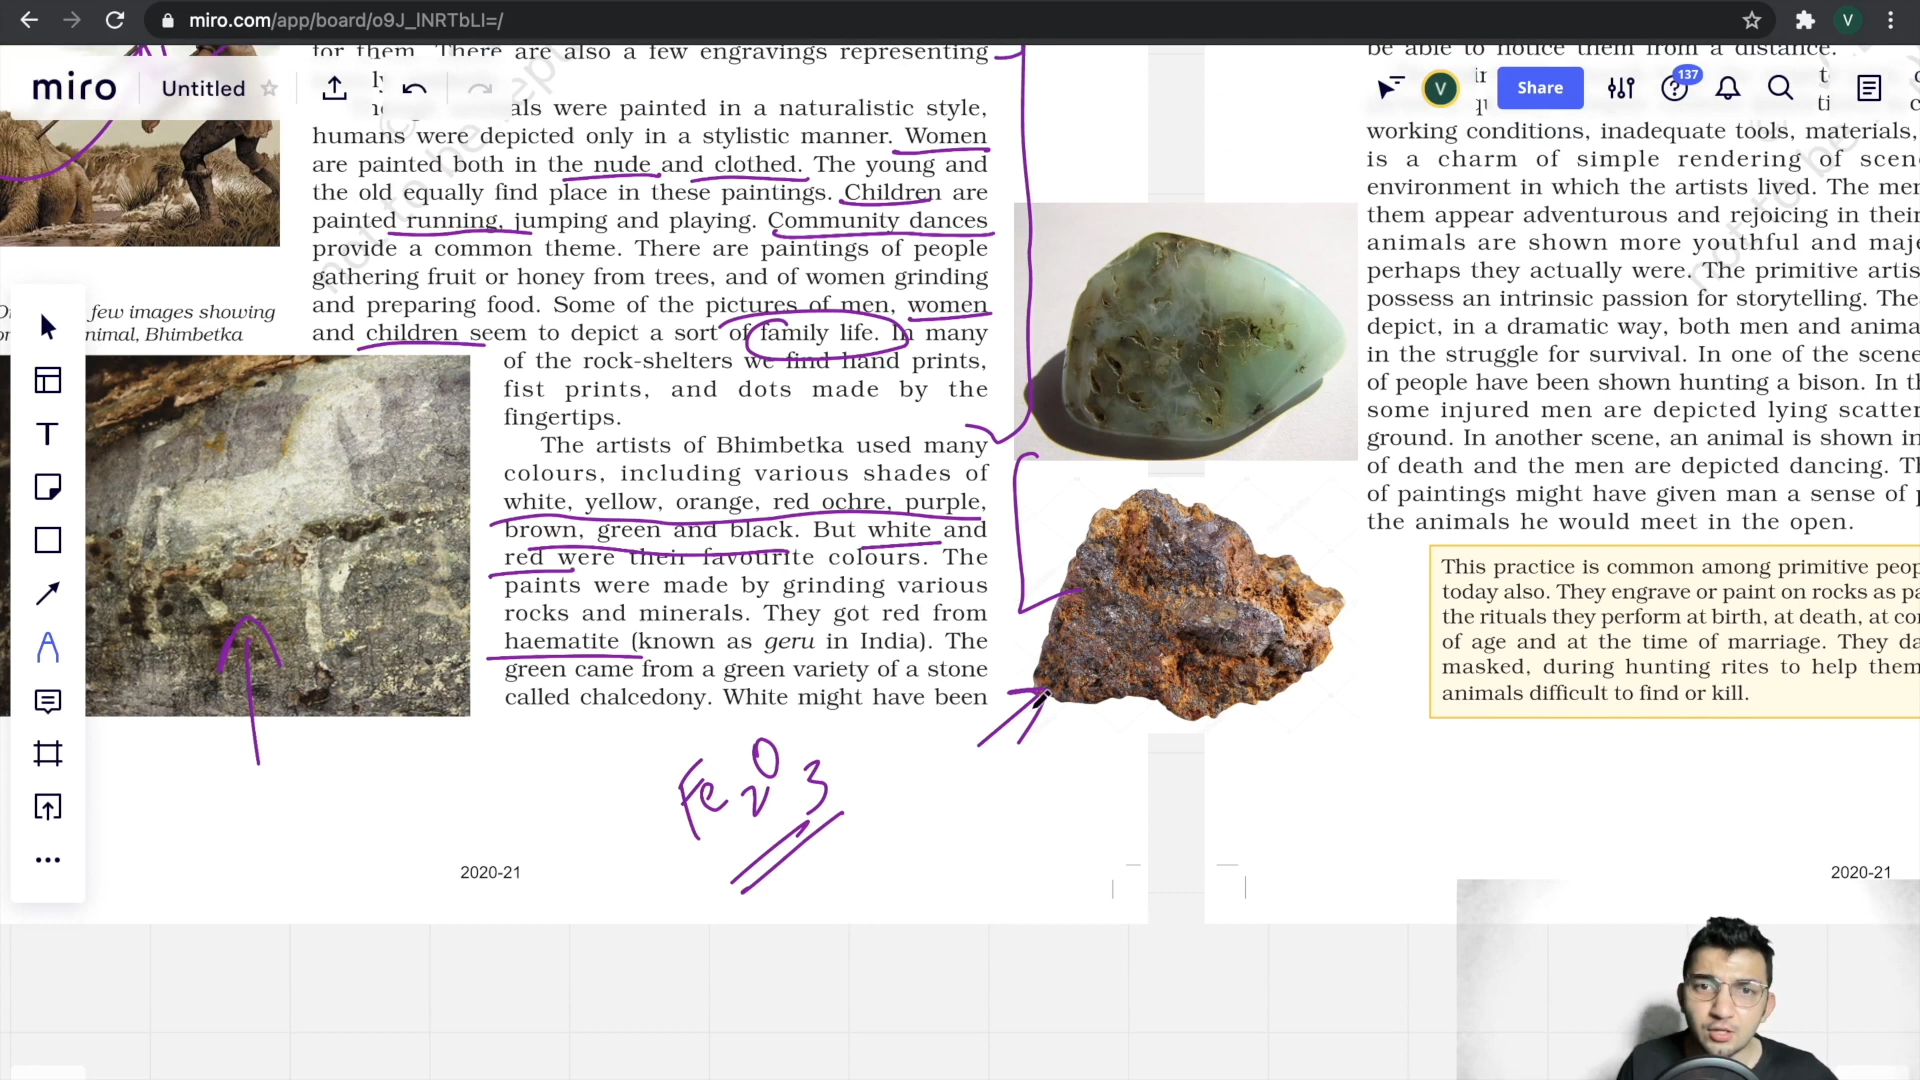 miro.com/app/board/o9J_lNRTbLI=/
V
miro
Untitled
Share
137
V
for them. There are also a few engravings representing
als were painted in a naturalistic style,
humans were depicted only in a stylistic manner. Women
are painted both in the nude and clothed. The young and
the old equally find place in these paintings. Children are
painted running, jumping and playing. Community dances
provide a common theme. There are paintings of people
gathering fruit or honey from trees, and of women grinding
and preparing food. Some of the pictures of men, women
and children seem to depict a sort of family life. In many
of the rock-shelters we find hand prints,
fist prints, and dots made by the
fingertips.
The artists of Bhimbetka used many
colours, including various shades of
white, yellow, orange, red ochre, purple,
brown, green and black. But white and
red were their favourite colours. The
paints were made by grinding various
rocks and minerals. They got red from
haematite (known as geru in India). The
green came from a green variety of a stone
called chalcedony. White might have been
few images showing
nimal, Bhimbetka
Fe2O3
2020-21
be able to notice them from a distance.
working conditions, inadequate tools, materials,
is a charm of simple rendering of scen
environment in which the artists lived. The men
them appear adventurous and rejoicing in their
animals are shown more youthful and maje
perhaps they actually were. The primitive artis
possess an intrinsic passion for storytelling. The
depict, in a dramatic way, both men and anima
in the struggle for survival. In one of the scene
of people have been shown hunting a bison. In th
some injured men are depicted lying scatter
ground. In another scene, an animal is shown in
of death and the men are depicted dancing. Th
of paintings might have given man a sense of p
the animals he would meet in the open.
This practice is common among primitive peop
today also. They engrave or paint on rocks as pa
the rituals they perform at birth, at death, at co
of age and at the time of marriage. They da
masked, during hunting rites to help them
animals difficult to find or kill.
2020-21